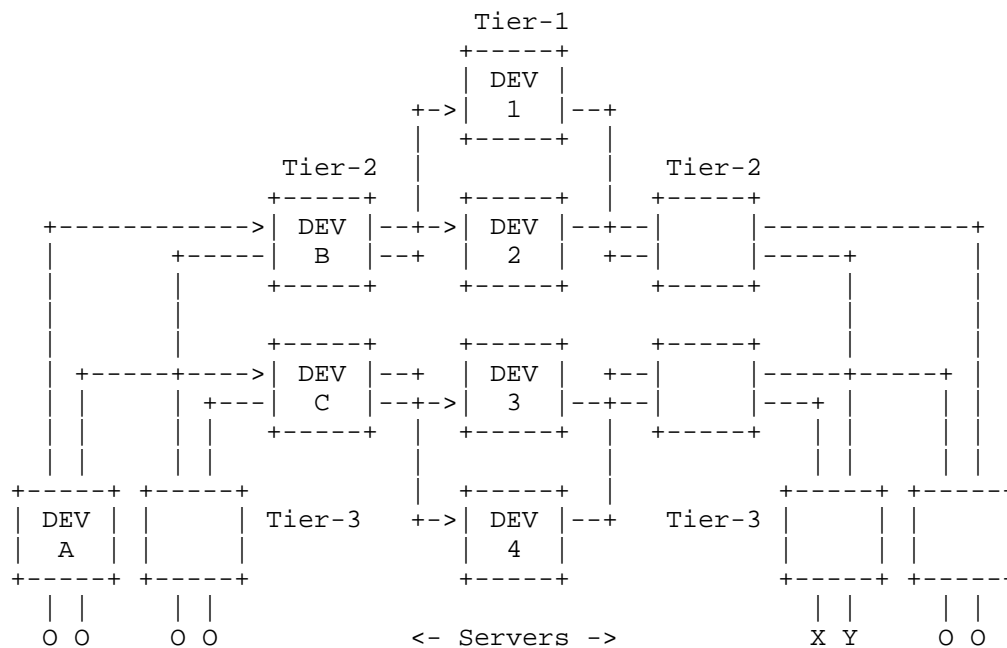 Tier-1
DEV
1
Tier-2 Tier-2
DEV DEV
B 2
DEV DEV
C 3
DEV Tier-3 DEV Tier-3
A 4
O O O O <- Servers -> X Y O O